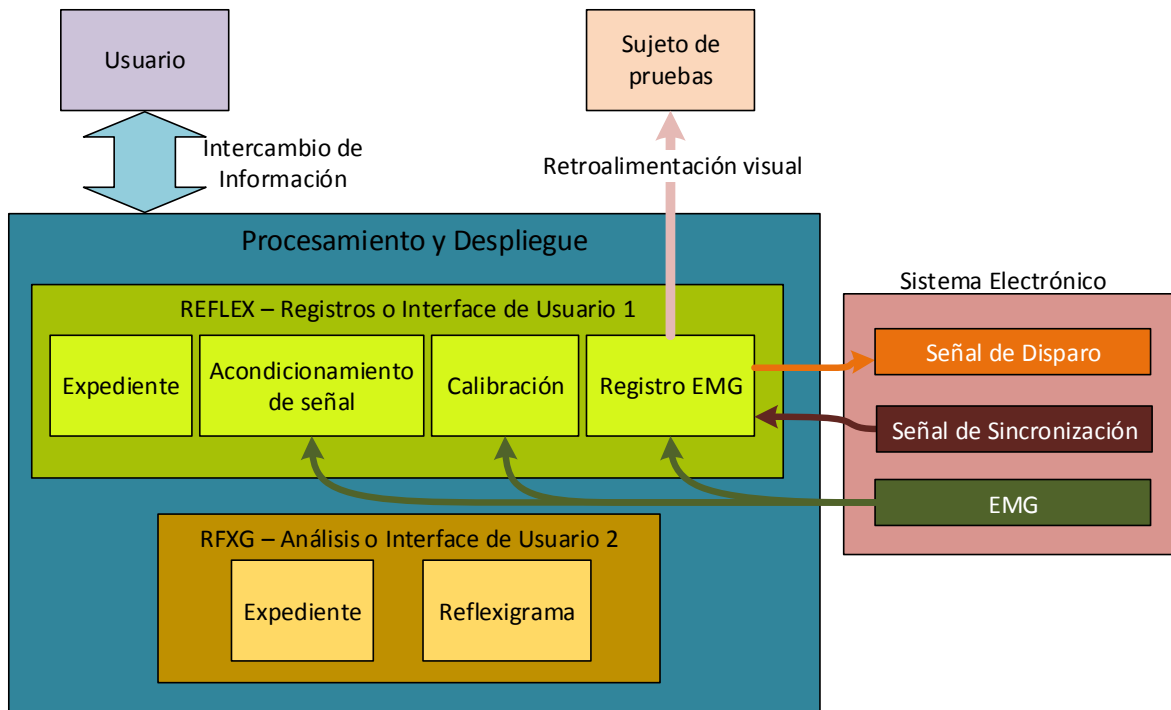 Usuario
Sujeto de
pruebas
Intercambio de
Información
Retroalimentación visual
Procesamiento y Despliegue
REFLEX – Registros o Interface de Usuario 1
Expediente
Acondicionamiento
de señal
Calibración
Registro EMG
Sistema Electrónico
Señal de Disparo
Señal de Sincronización
EMG
RFXG – Análisis o Interface de Usuario 2
Expediente
Reflexigrama